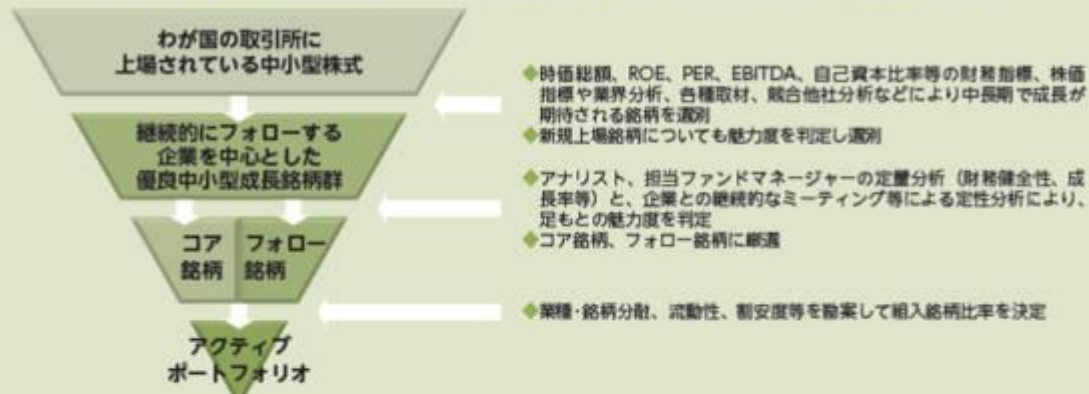 わが国の取引所に
上場されている中小型株式
◆時価総額、ROE、PER、EBITDA、自己資本比率等の財務指標、株価
指標や業界分析、各種取材、競合他社分析などにより中長期で成長が
期待される銘柄を選別
◆新規上場銘柄についても魅力度を判定し選別
継続的にフォローする
企業を中心とした
優良中小型成長銘柄群
◆アナリスト、担当ファンドマネージャーの定量分析（財務健全性、成
長率等）と、企業との継続的なミーティング等による定性分析により、
足もとの魅力度を判定
◆コア銘柄、フォロー銘柄に厳選
コア
銘柄
フォロー
銘柄
◆業種・銘柄分散、流動性、割安度等を勘案して組入銘柄比率を決定
アクティブ
ポートフォリオ